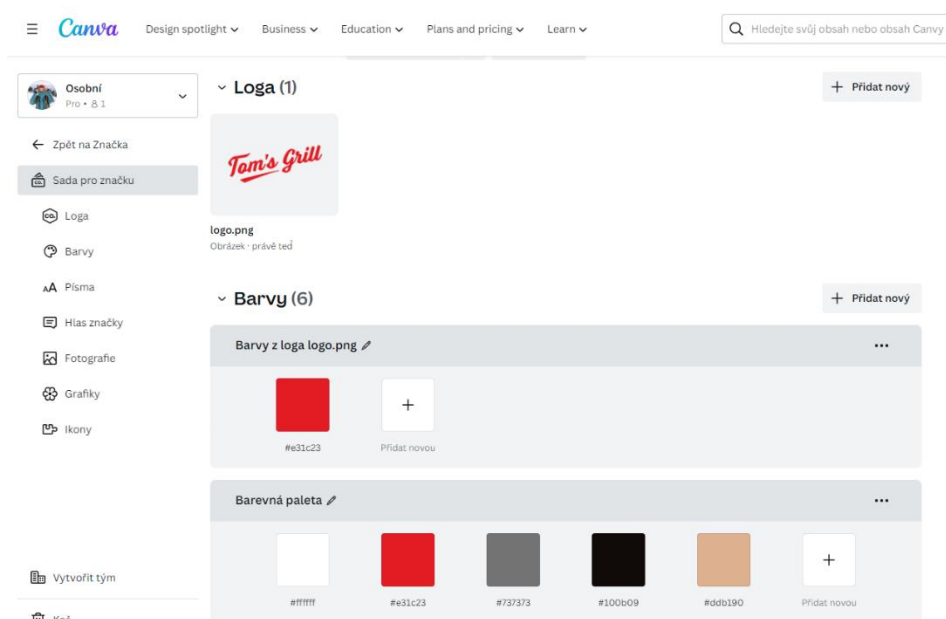 Canva
Design spotlight
Business
Education
Plans and pricing
Learn
Hledejte svůj obsah nebo obsah Canvy
Osobní
Pro • 1
Zpět na Značka
Sada pro značku
Loga
Barvy
Písma
Hlas značky
Fotografie
Grafiky
Ikony
Vytvořit tým
Loga (1)
+ Přidat nový
Tom's Grill
logo.png
Obrázek · právě teď
Barvy (6)
+ Přidat nový
Barvy z loga logo.png
#e31c23
Přidat novou
Barevná paleta
#ffffff
#e31c23
#737373
#100b09
#ddb190
Přidat novou